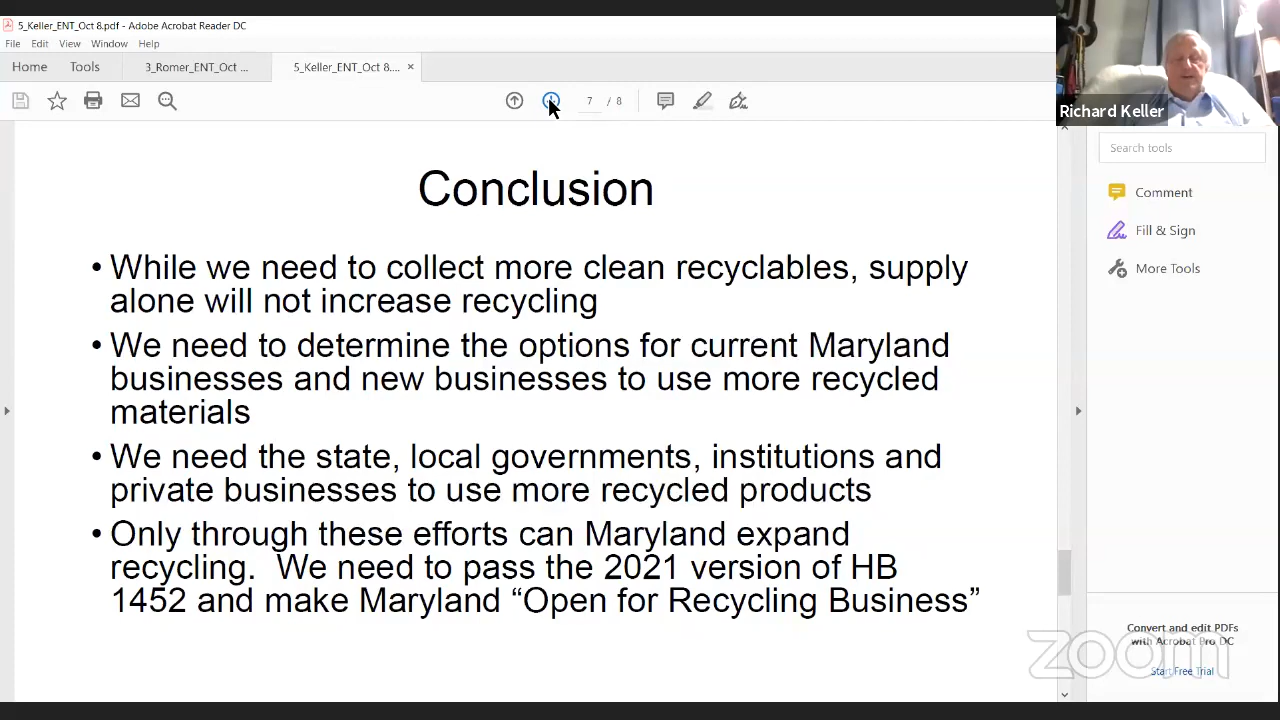 5_Keller_ENT_Oct 8.pdf - Adobe Acrobat Reader DC
File Edit View Window Help
Home Tools 3_Romer_ENT_Oct ... 5_Keller_ENT_Oct 8.... ×
7 / 8
Richard Keller
Search tools
Comment
Fill & Sign
More Tools
Conclusion
• While we need to collect more clean recyclables, supply
alone will not increase recycling
• We need to determine the options for current Maryland
businesses and new businesses to use more recycled
materials
• We need the state, local governments, institutions and
private businesses to use more recycled products
• Only through these efforts can Maryland expand
recycling. We need to pass the 2021 version of HB
1452 and make Maryland “Open for Recycling Business”
Convert and edit PDFs
with Acrobat Pro DC
Start Free Trial
zoom